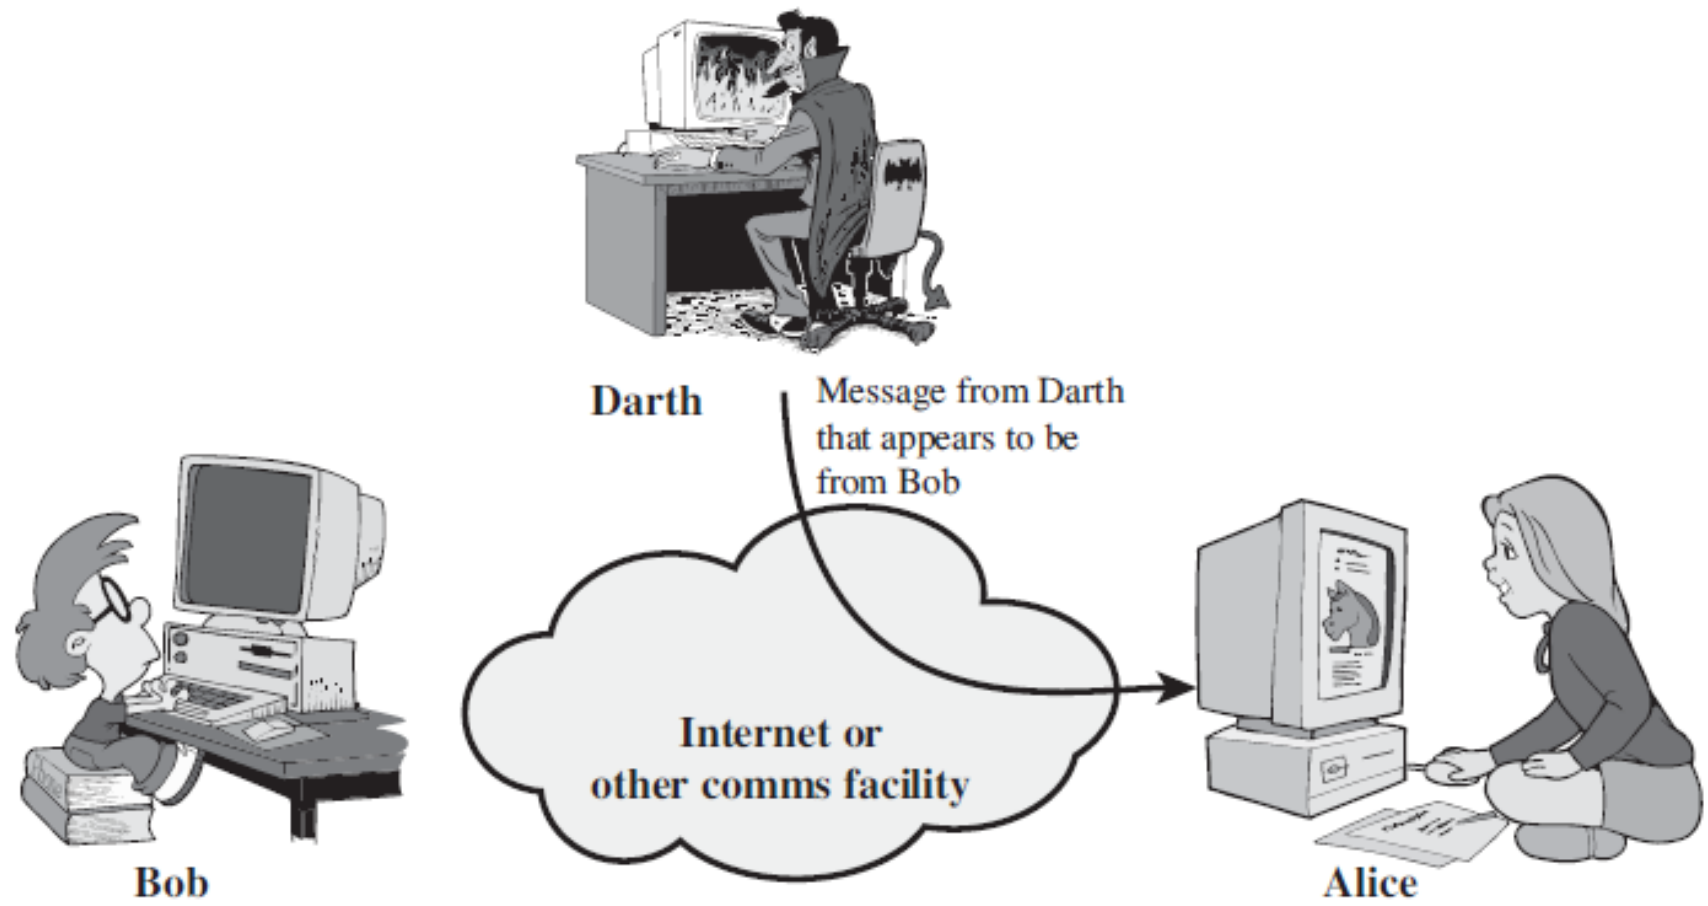 Darth
Message from Darth
that appears to be
from Bob
Internet or
other comms facility
Bob
Alice